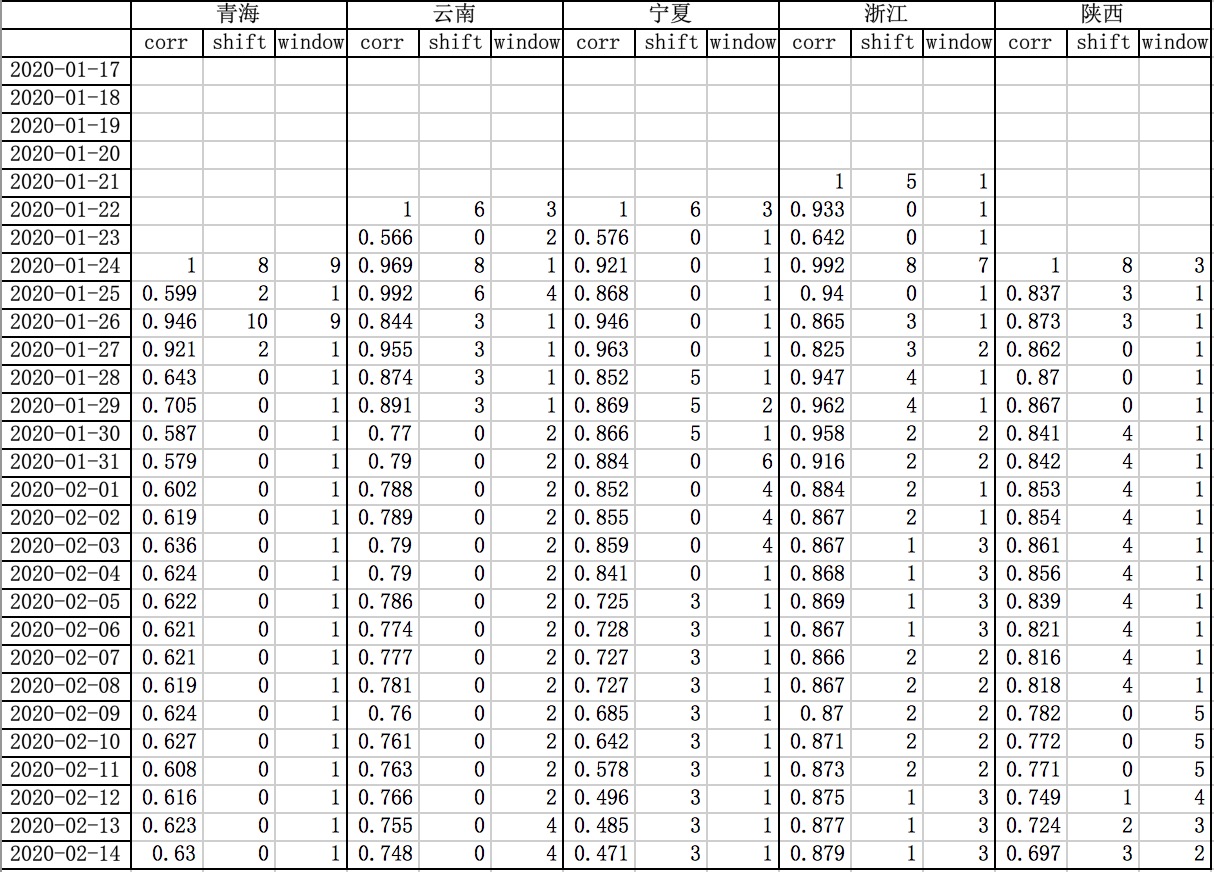 青海 云南 宁夏 浙江 陕西
corr shift window corr shift window corr shift window corr shift window corr shift window
2020-01-17
2020-01-18
2020-01-19
2020-01-20
2020-01-21 1 5 1
2020-01-22 1 6 3 1 6 3 0.933 0 1
2020-01-23 0.566 0 2 0.576 0 1 0.642 0 1
2020-01-24 1 8 9 0.969 8 1 0.921 0 1 0.992 8 7 1 8 3
2020-01-25 0.599 2 1 0.992 6 4 0.868 0 1 0.94 0 1 0.837 3 1
2020-01-26 0.946 10 9 0.844 3 1 0.946 0 1 0.865 3 1 0.873 3 1
2020-01-27 0.921 2 1 0.955 3 1 0.963 0 1 0.825 3 2 0.862 0 1
2020-01-28 0.643 0 1 0.874 3 1 0.852 5 1 0.947 4 1 0.87 0 1
2020-01-29 0.705 0 1 0.891 3 1 0.869 5 2 0.962 4 1 0.867 0 1
2020-01-30 0.587 0 1 0.77 0 2 0.866 5 1 0.958 2 2 0.841 4 1
2020-01-31 0.579 0 1 0.79 0 2 0.884 0 6 0.916 2 2 0.842 4 1
2020-02-01 0.602 0 1 0.788 0 2 0.852 0 4 0.884 2 1 0.853 4 1
2020-02-02 0.619 0 1 0.789 0 2 0.855 0 4 0.867 2 1 0.854 4 1
2020-02-03 0.636 0 1 0.79 0 2 0.859 0 4 0.867 1 3 0.861 4 1
2020-02-04 0.624 0 1 0.79 0 2 0.841 0 1 0.868 1 3 0.856 4 1
2020-02-05 0.622 0 1 0.786 0 2 0.725 3 1 0.869 1 3 0.839 4 1
2020-02-06 0.621 0 1 0.774 0 2 0.728 3 1 0.867 1 3 0.821 4 1
2020-02-07 0.621 0 1 0.777 0 2 0.727 3 1 0.866 2 2 0.816 4 1
2020-02-08 0.619 0 1 0.781 0 2 0.727 3 1 0.867 2 2 0.818 4 1
2020-02-09 0.624 0 1 0.76 0 2 0.685 3 1 0.87 2 2 0.782 0 5
2020-02-10 0.627 0 1 0.761 0 2 0.642 3 1 0.871 2 2 0.772 0 5
2020-02-11 0.608 0 1 0.763 0 2 0.578 3 1 0.873 2 2 0.771 0 5
2020-02-12 0.616 0 1 0.766 0 2 0.496 3 1 0.875 1 3 0.749 1 4
2020-02-13 0.623 0 1 0.755 0 4 0.485 3 1 0.877 1 3 0.724 2 3
2020-02-14 0.63 0 1 0.748 0 4 0.471 3 1 0.879 1 3 0.697 3 2